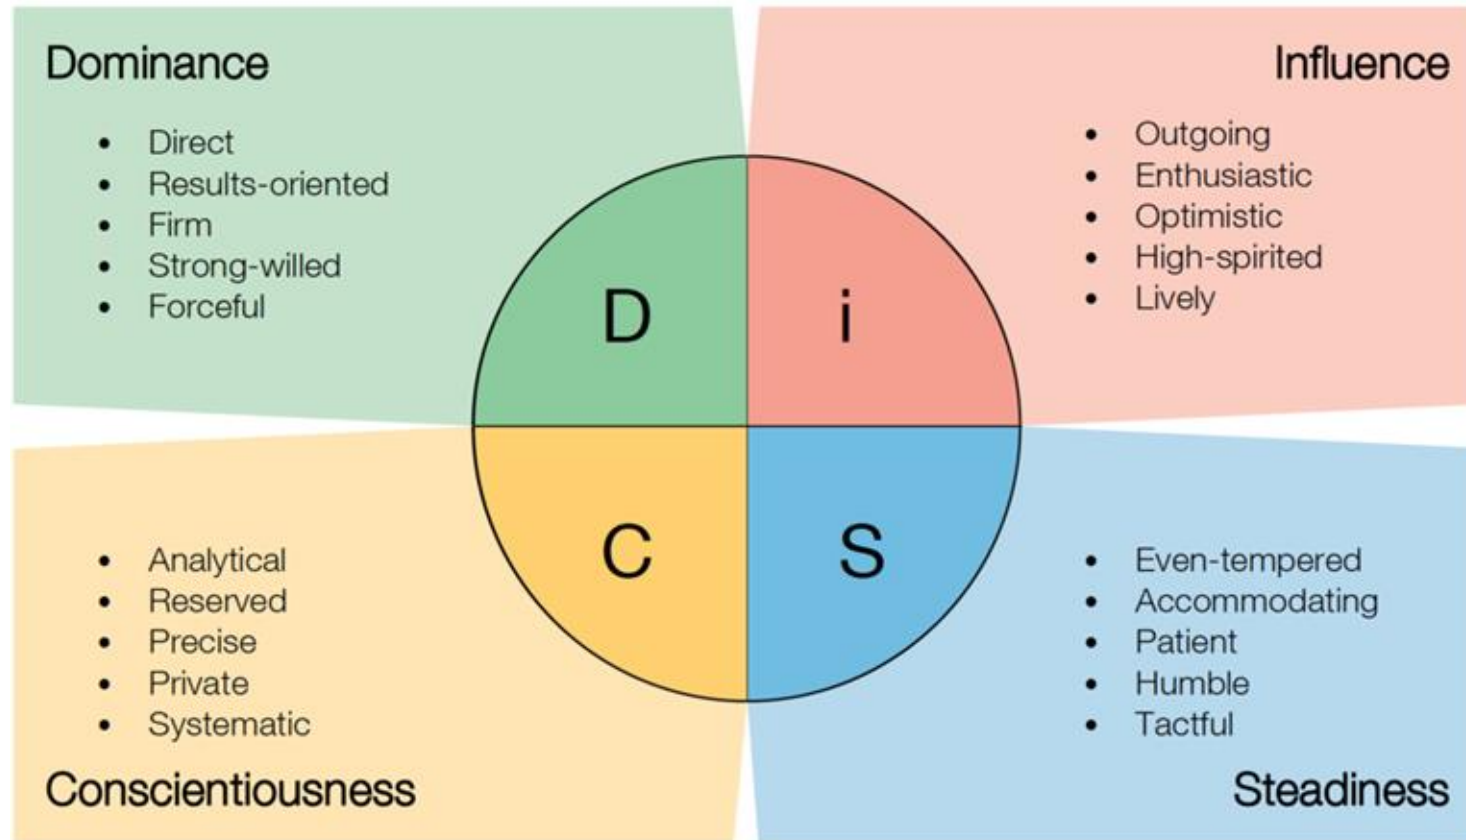 Dominance
• Direct
• Results-oriented
• Firm
• Strong-willed
• Forceful
Influence
• Outgoing
• Enthusiastic
• Optimistic
• High-spirited
• Lively
D
i
C
S
• Analytical
• Reserved
• Precise
• Private
• Systematic
Conscientiousness
• Even-tempered
• Accommodating
• Patient
• Humble
• Tactful
Steadiness